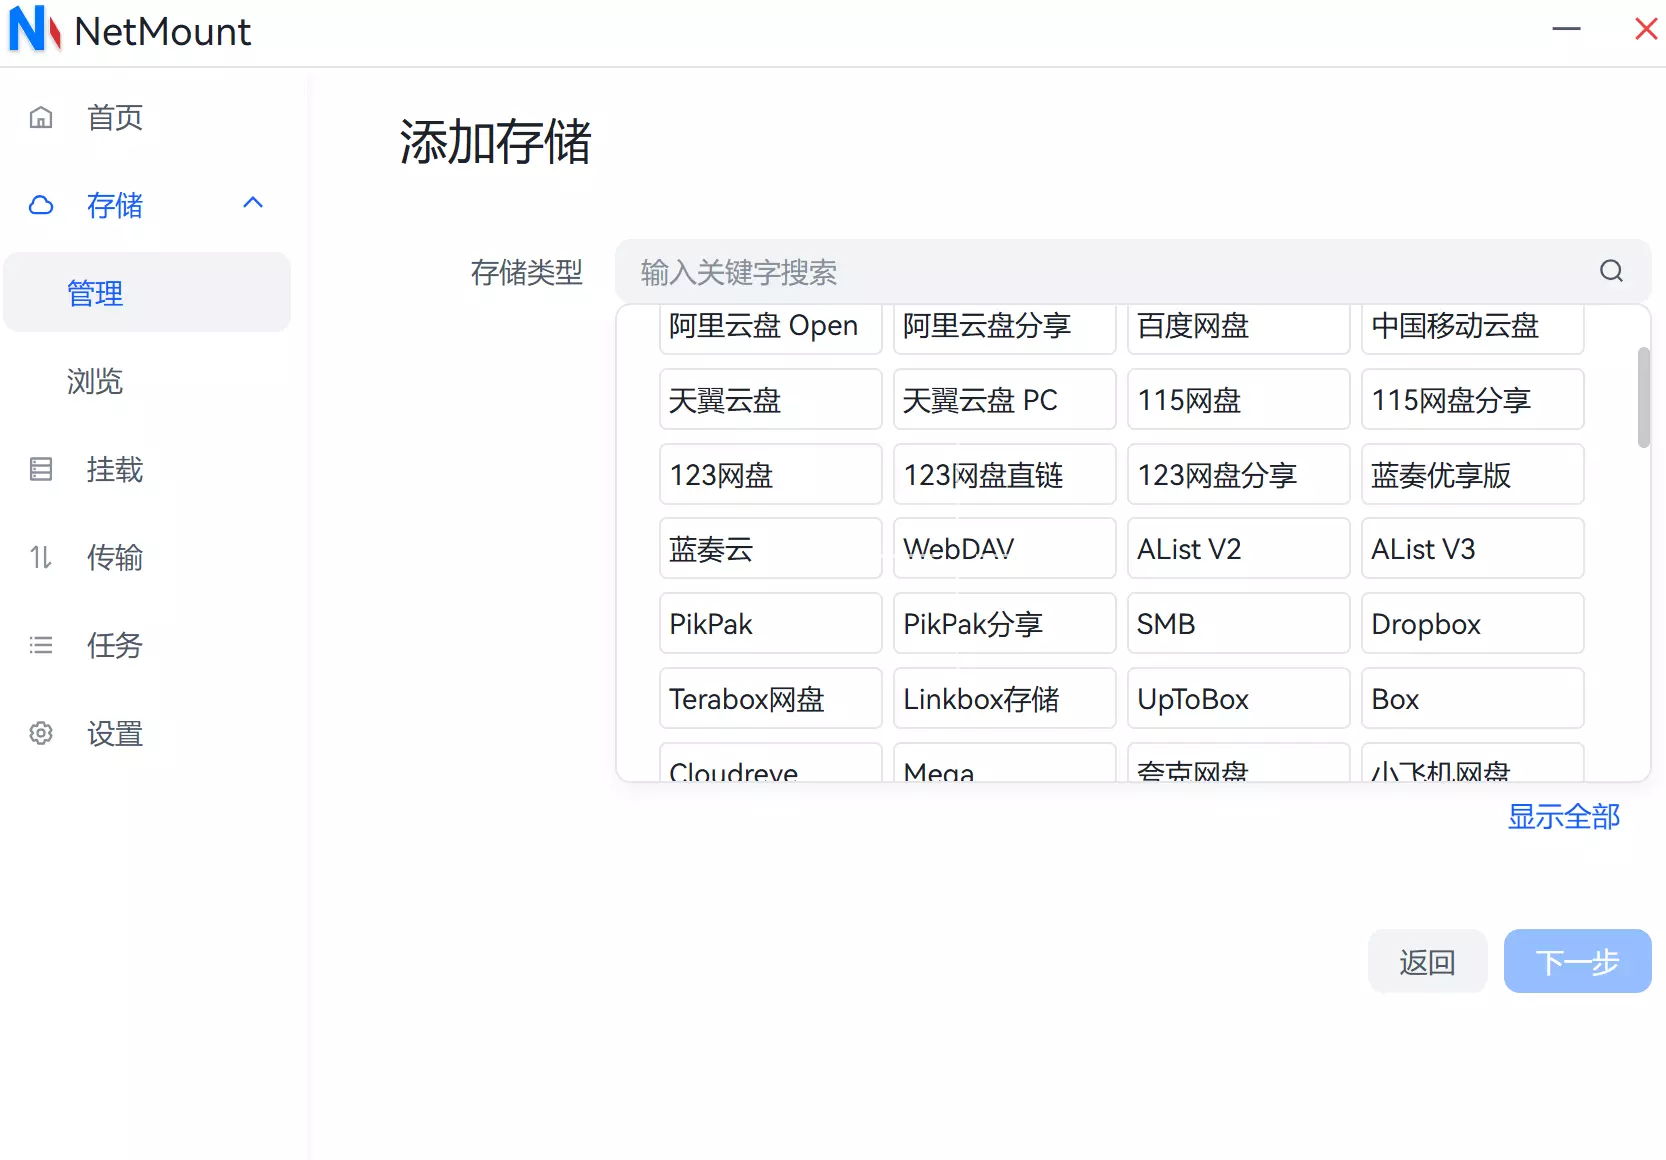 NetMount
首页
存储
管理
浏览
挂载
传输
任务
设置
添加存储
存储类型
输入关键字搜索
阿里云盘 Open
阿里云盘分享
百度网盘
中国移动云盘
天翼云盘
天翼云盘 PC
115网盘
115网盘分享
123网盘
123网盘直链
123网盘分享
蓝奏优享版
蓝奏云
WebDAV
AList V2
AList V3
PikPak
PikPak分享
SMB
Dropbox
Terabox网盘
Linkbox存储
UpToBox
Box
Cloudreve
Mega
夸克网盘
小飞机网盘
显示全部
返回
下一步